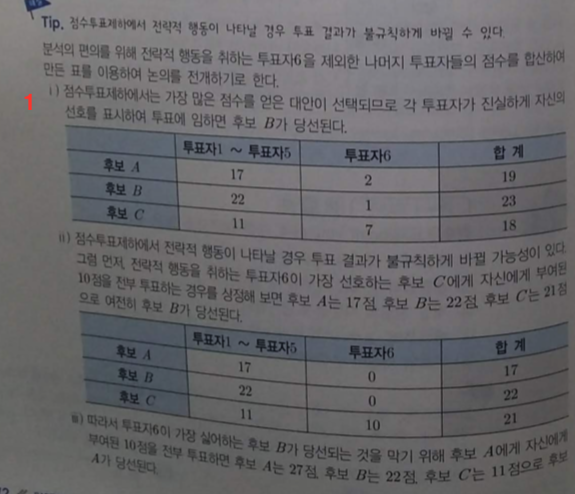 Tip. 점수투표제하에서 전략적 행동이 나타날 경우 투표 결과가 불규칙하게 바뀔 수 있다.
분석의 편의를 위해 전략적 행동을 취하는 투표자6을 제외한 나머지 투표자들의 점수를 합산하여
만든 표를 이용하여 논의를 전개하기로 한다.
1
i) 점수투표제하에서는 가장 많은 점수를 얻은 대안이 선택되므로 각 투표자가 진실하게 자신의
선호를 표시하여 투표에 임하면 후보 B가 당선된다.
투표자1 ~ 투표자5 투표자6 합 계
후보 A 17 2 19
후보 B 22 1 23
후보 C 11 7 18
ii) 점수투표제하에서 전략적 행동이 나타날 경우 투표 결과가 불규칙하게 바뀔 가능성이 있다.
그럼 먼저, 전략적 행동을 취하는 투표자6이 가장 선호하는 후보 C에게 자신에게 부여된
10점을 전부 투표하는 경우를 상정해 보면 후보 A는 17점, 후보 B는 22점, 후보 C는 21점
으로 여전히 후보 B가 당선된다.
투표자1 ~ 투표자5 투표자6 합 계
후보 A 17 0 17
후보 B 22 0 22
후보 C 11 10 21
iii) 따라서 투표자6이 가장 싫어하는 후보 B가 당선되는 것을 막기 위해 후보 A에게 자신에게
부여된 10점을 전부 투표하면 후보 A는 27점, 후보 B는 22점, 후보 C는 11점으로 후보
A가 당선된다.